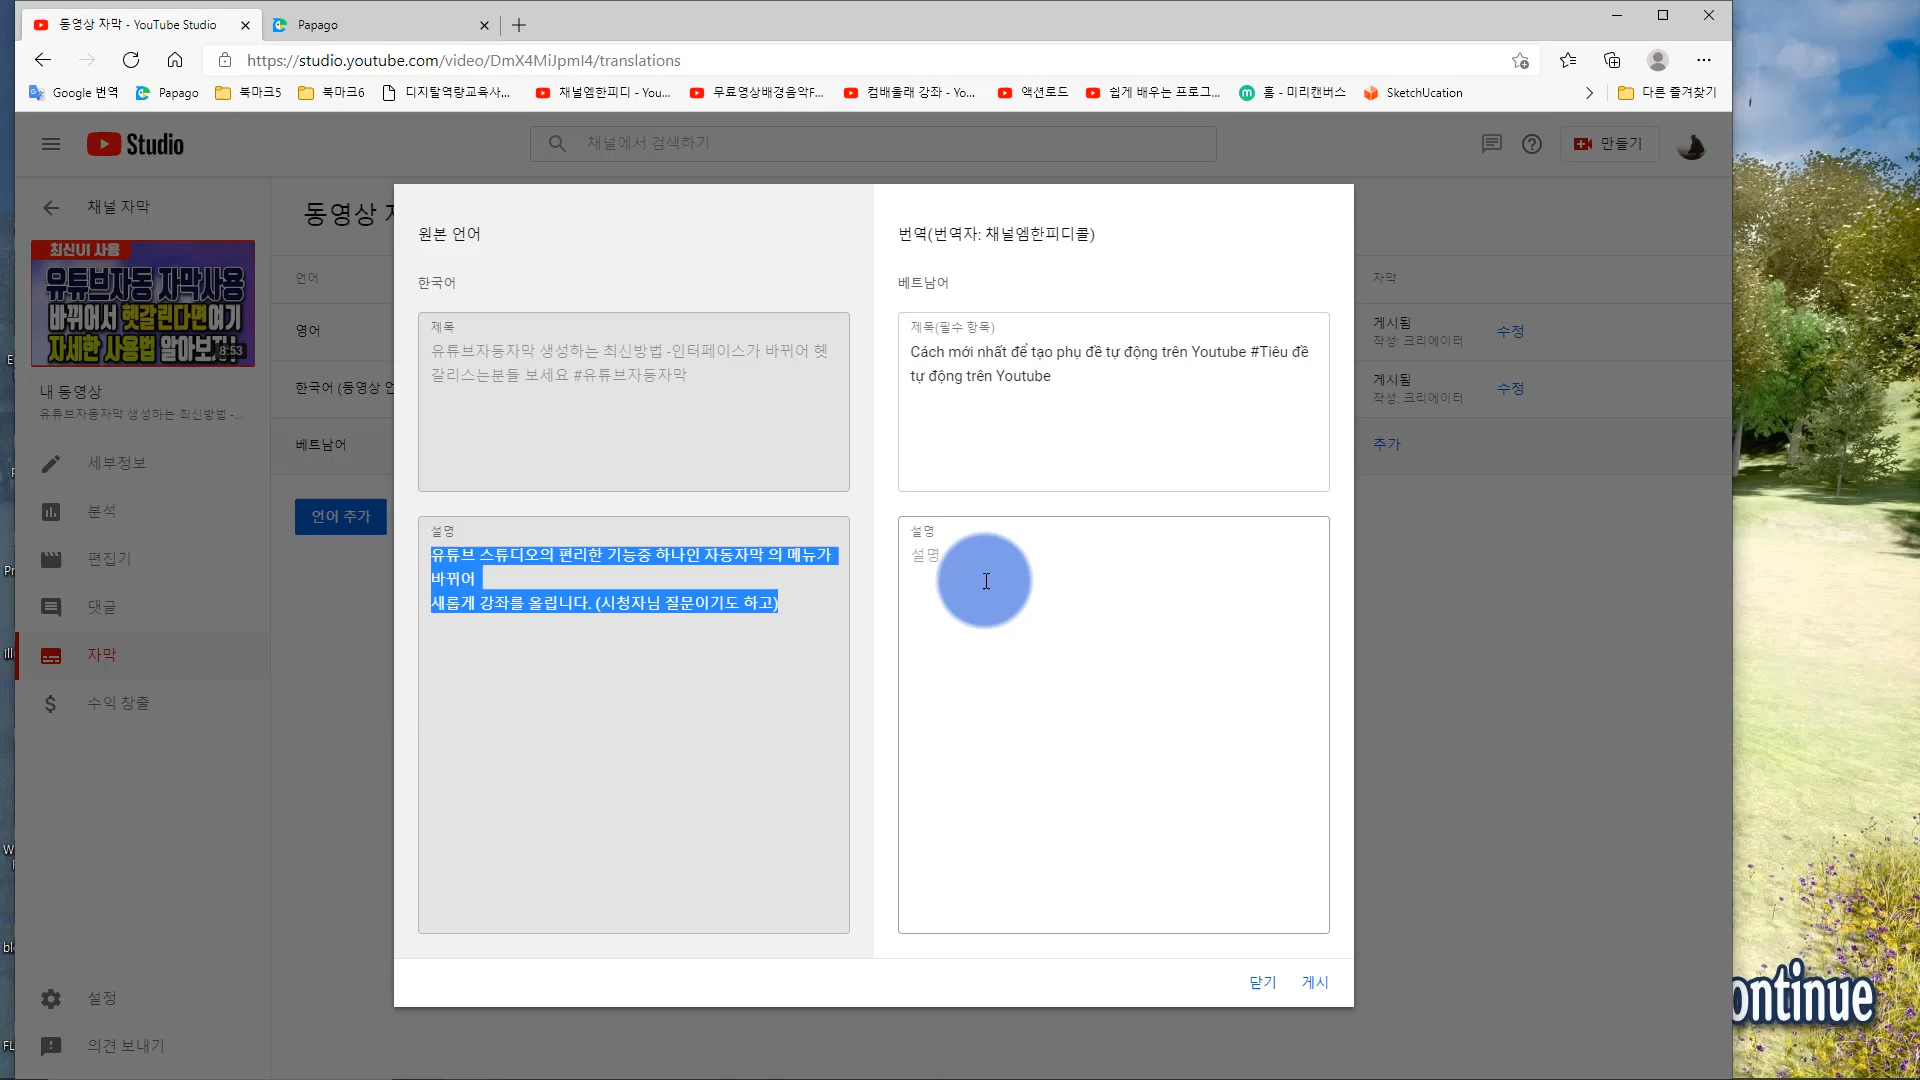 동영상 자막 - YouTube Studio
Papago
https://studio.youtube.com/video/DmX4MiJpmI4/translations
Google 번역
Papago
북마크5
북마크6
디지탈역량교육사...
채널엠한피디 - You...
무료영상배경음악F...
컴배울래 강좌 - Yo...
액션로드
쉽게 배우는 프로그...
홈 - 미리캔버스
SketchUcation
다른 즐겨찾기
Studio
채널에서 검색하기
만들기
채널 자막
최신UI 사용
유튜브자동 자막사용
바뀌어서 헷갈린다면여기
자세한 사용법 알아보자!
8:53
내 동영상
유튜브자동자막 생성하는 최신방법 -...
세부정보
분석
편집기
댓글
자막
수익 창출
설정
의견 보내기
동영상 자
언어
영어
한국어 (동영상 언
베트남어
언어 추가
원본 언어
한국어
제목
유튜브자동자막 생성하는 최신방법 -인터페이스가 바뀌어 헷
갈리스는분들 보세요 #유튜브자동자막
설명
유튜브 스튜디오의 편리한 기능중 하나인 자동자막 의 메뉴가
바뀌어
새롭게 강좌를 올립니다. (시청자님 질문이기도 하고)
번역(번역자: 채널엠한피디콜)
베트남어
제목(필수 항목)
Cách mới nhất để tạo phụ đề tự động trên Youtube #Tiêu đề
tự động trên Youtube
설명
설명
닫기
게시
자막
게시됨
작성: 크리에이터
수정
게시됨
작성: 크리에이터
수정
추가
ontinue